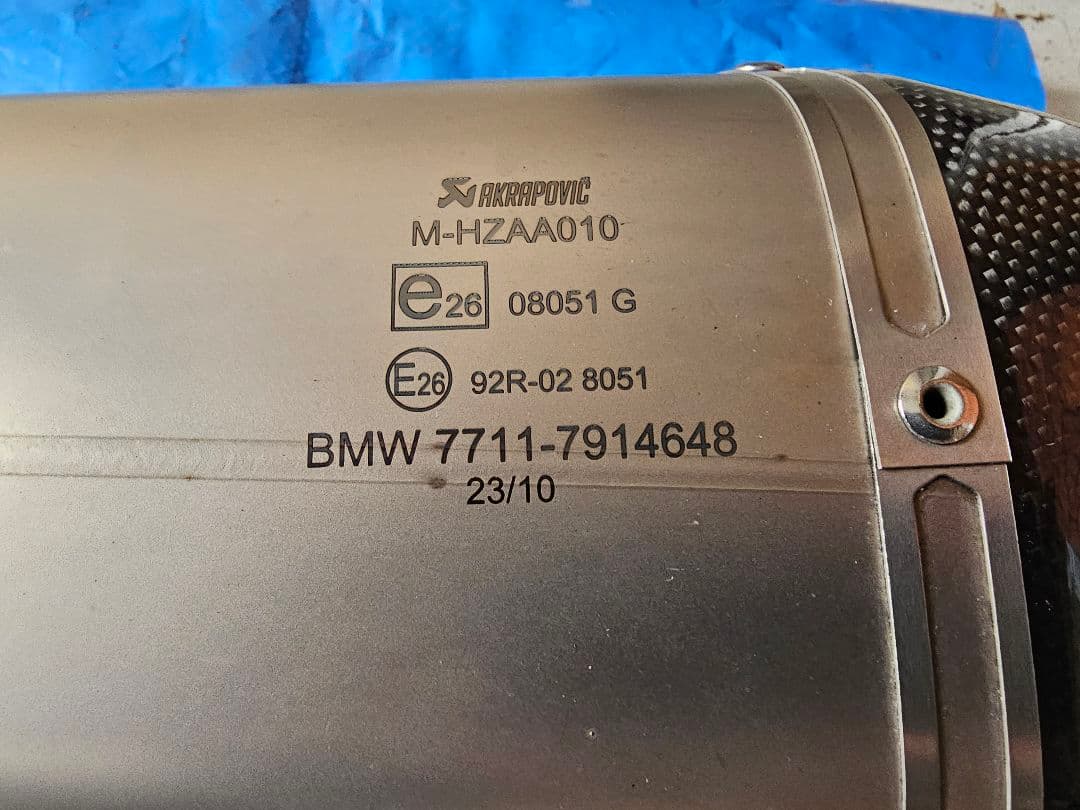 AKRAPOVIČ
M-HZAA010
e26 08051 G
E26 92R-02 8051
BMW 7711-7914648
23/10